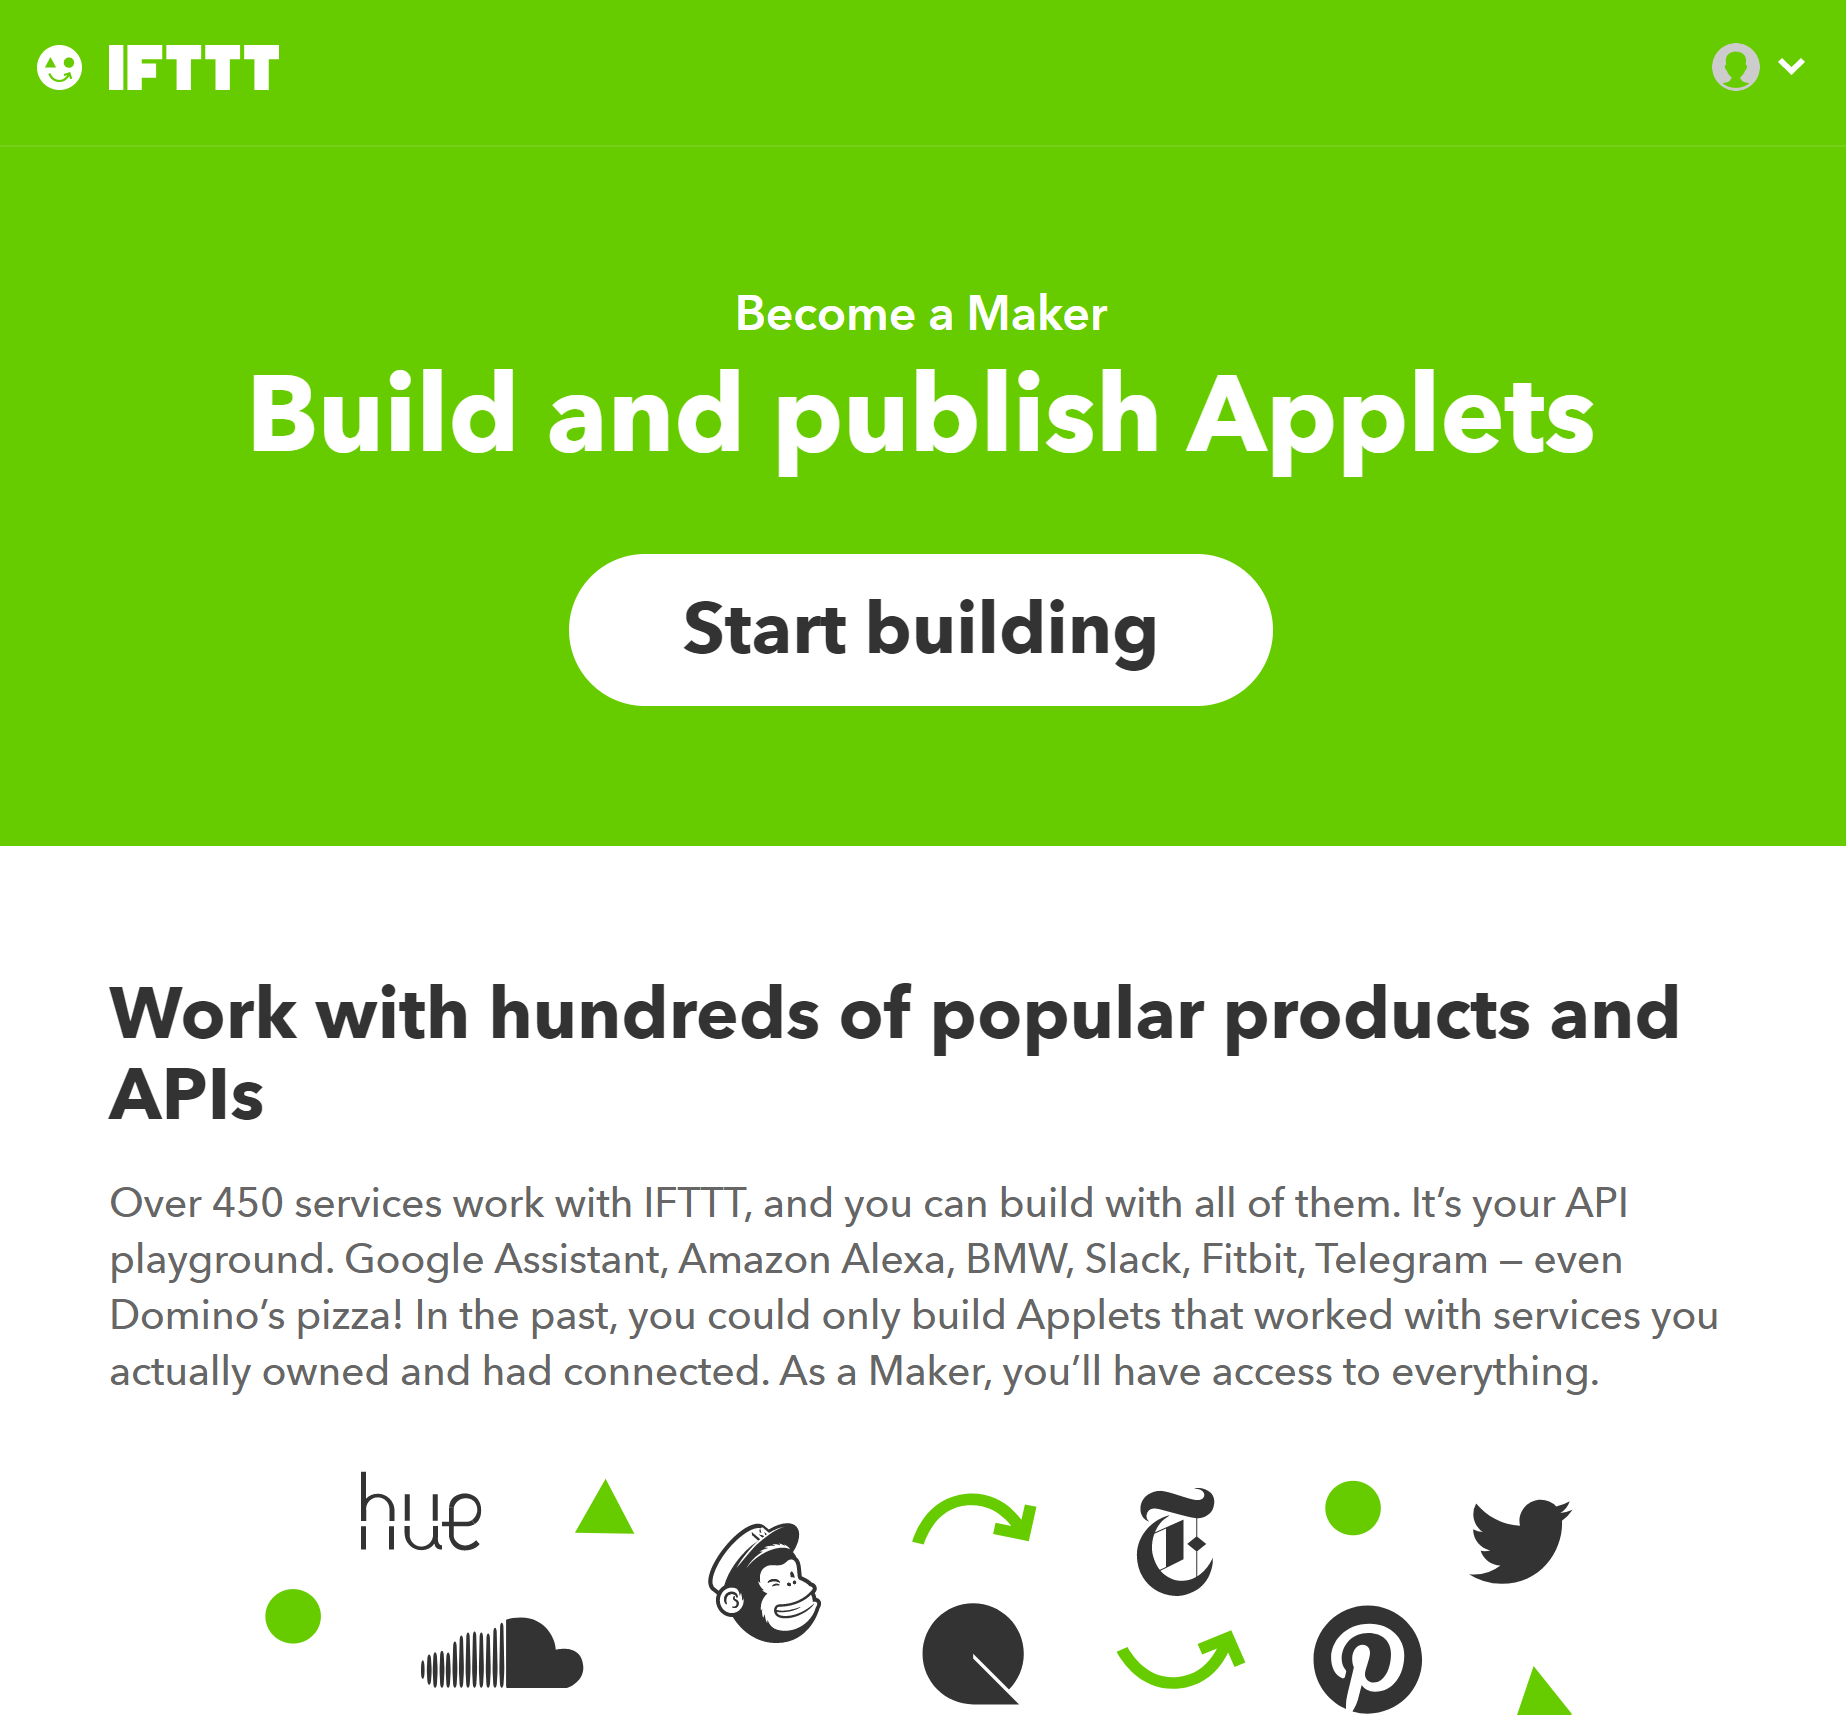 IFTTT
Become a Maker
Build and publish Applets
Start building
Work with hundreds of popular products and
APIs
Over 450 services work with IFTTT, and you can build with all of them. It’s your API
playground. Google Assistant, Amazon Alexa, BMW, Slack, Fitbit, Telegram – even
Domino’s pizza! In the past, you could only build Applets that worked with services you
actually owned and had connected. As a Maker, you’ll have access to everything.
hue